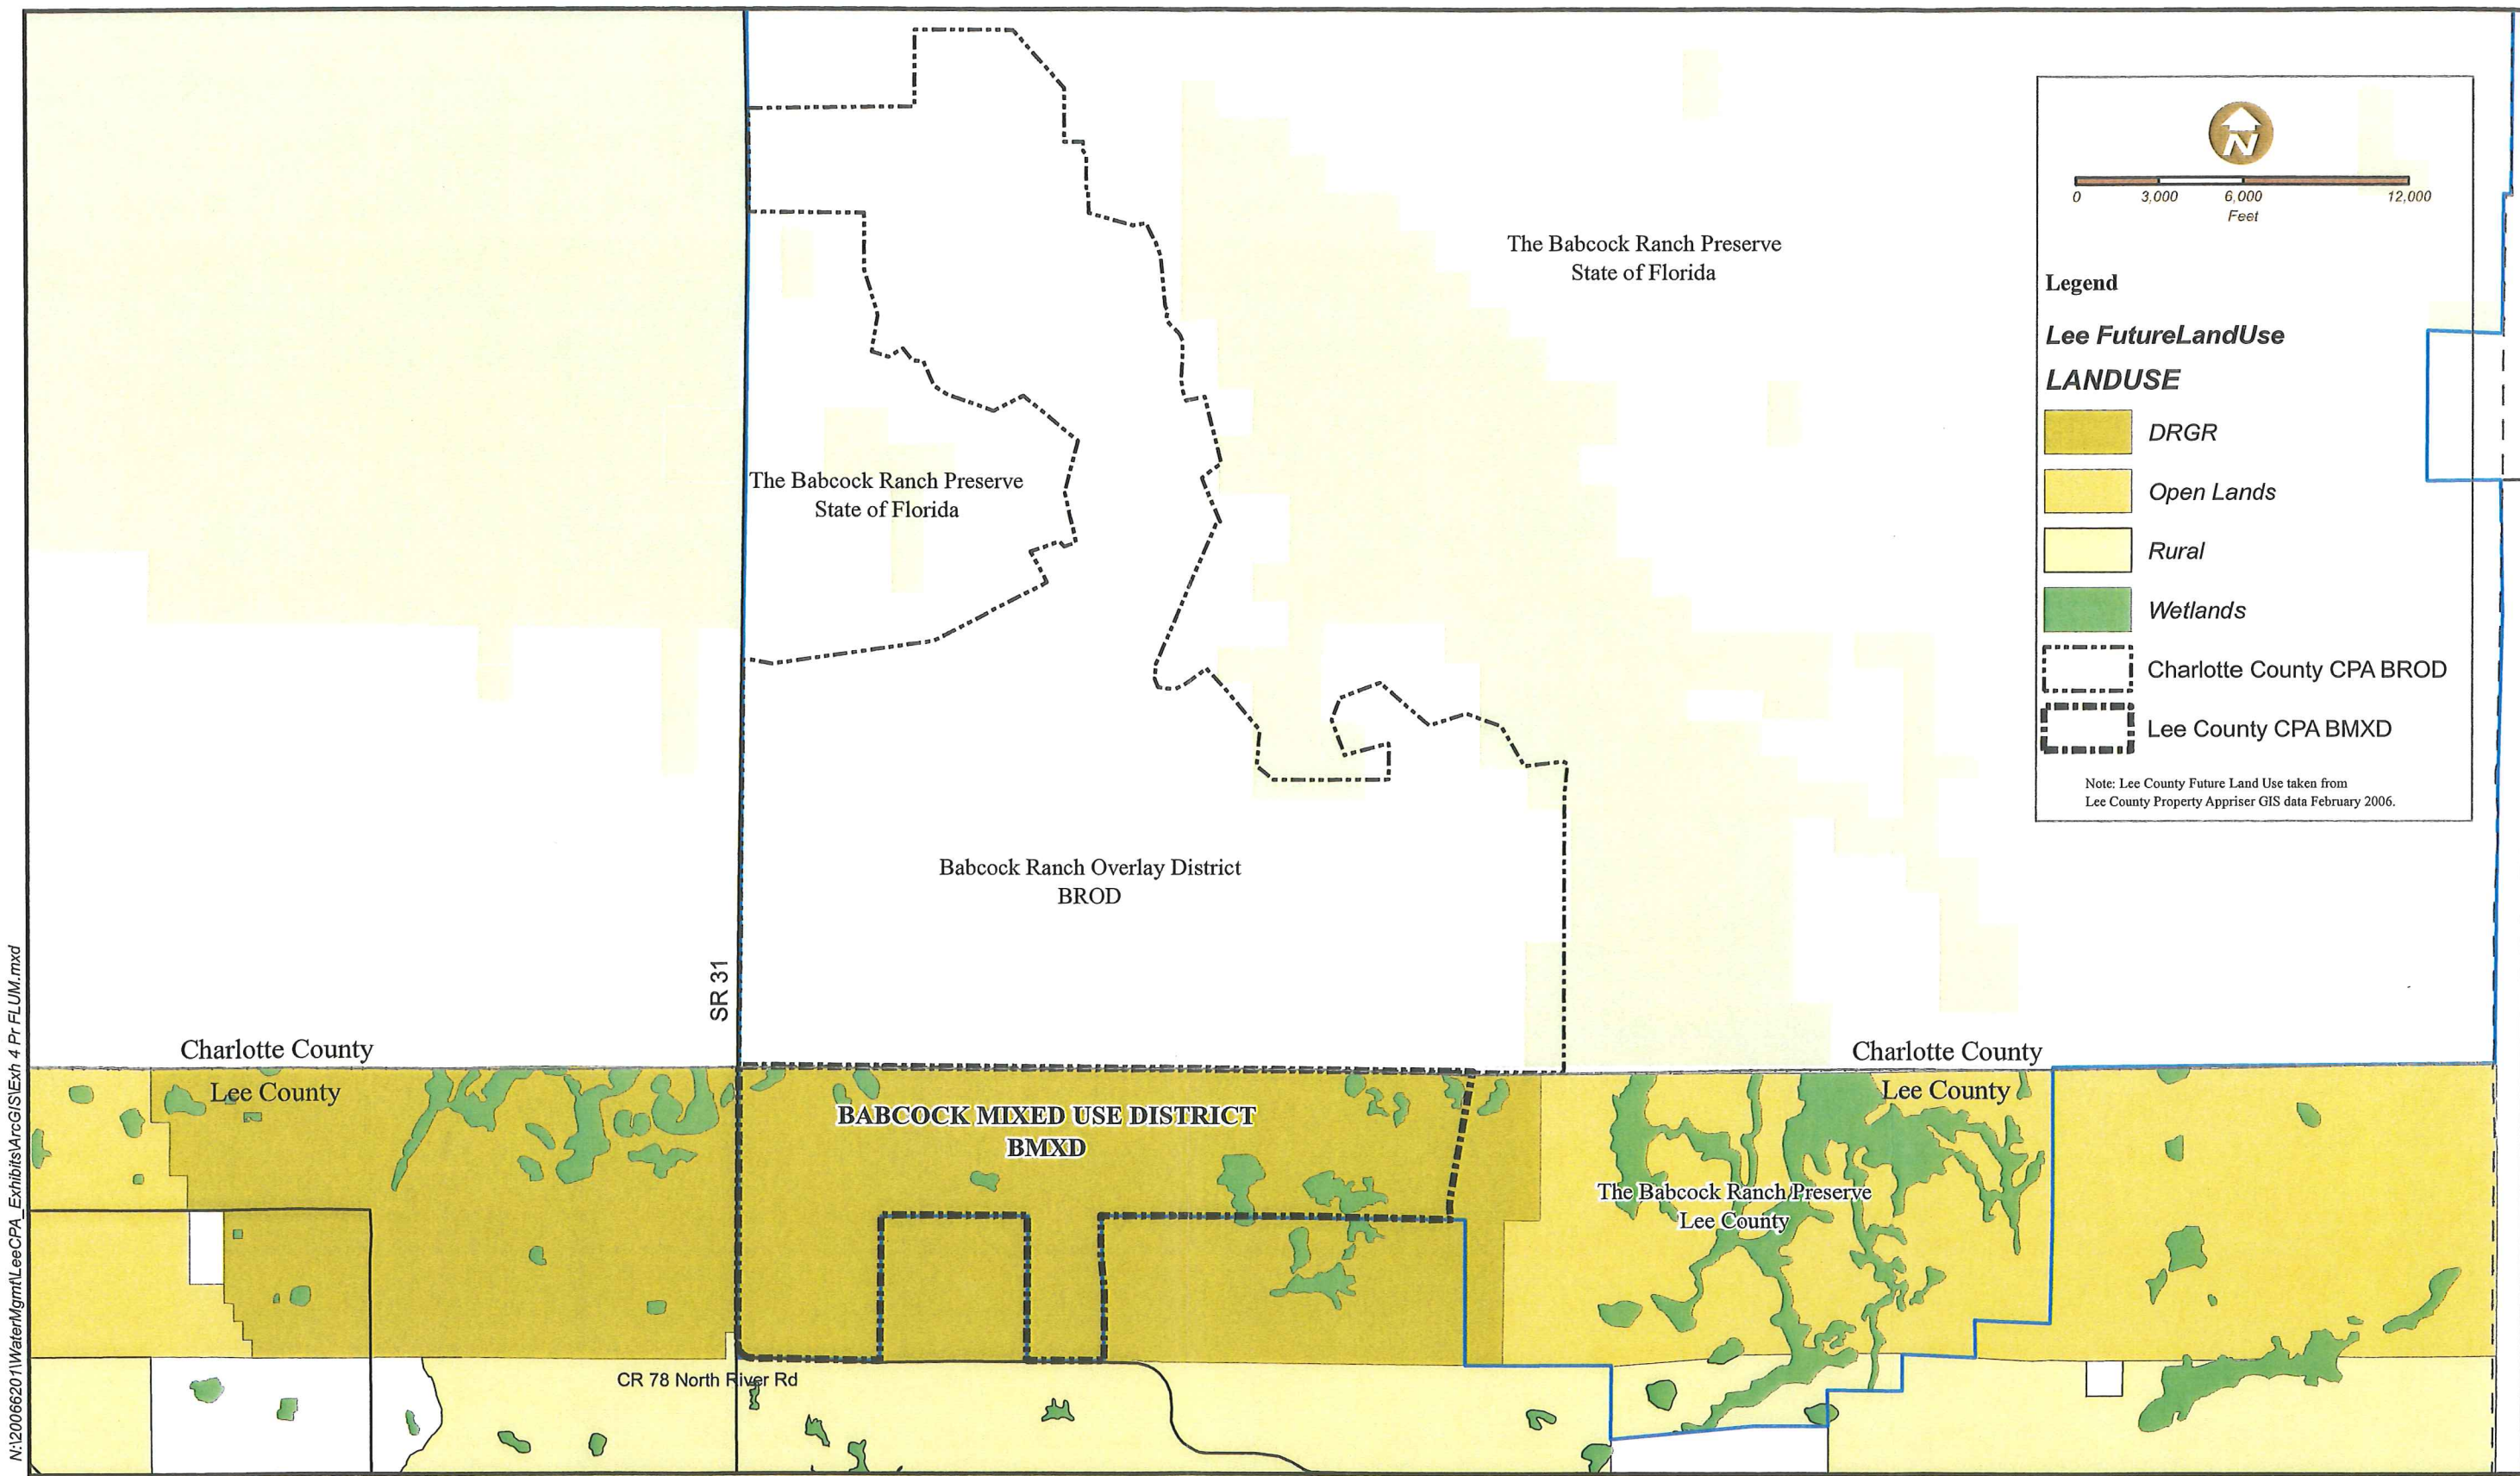 The Babcock Ranch Preserve
State of Florida
The Babcock Ranch Preserve
State of Florida
Babcock Ranch Overlay District
BROD
SR 31
Charlotte County
Lee County
Charlotte County
Lee County
BABCOCK MIXED USE DISTRICT
BMXD
The Babcock Ranch Preserve
Lee County
CR 78 North River Rd
N
0 3,000 6,000 12,000
Feet
Legend
Lee FutureLandUse
LANDUSE
DRGR
Open Lands
Rural
Wetlands
Charlotte County CPA BROD
Lee County CPA BMXD
Note: Lee County Future Land Use taken from
Lee County Property Appriser GIS data February 2006.
N:\20066201\WaterMgmt\LeeCPA_Exhibits\ArcGIS\Exh 4 Pr FLUM.mxd